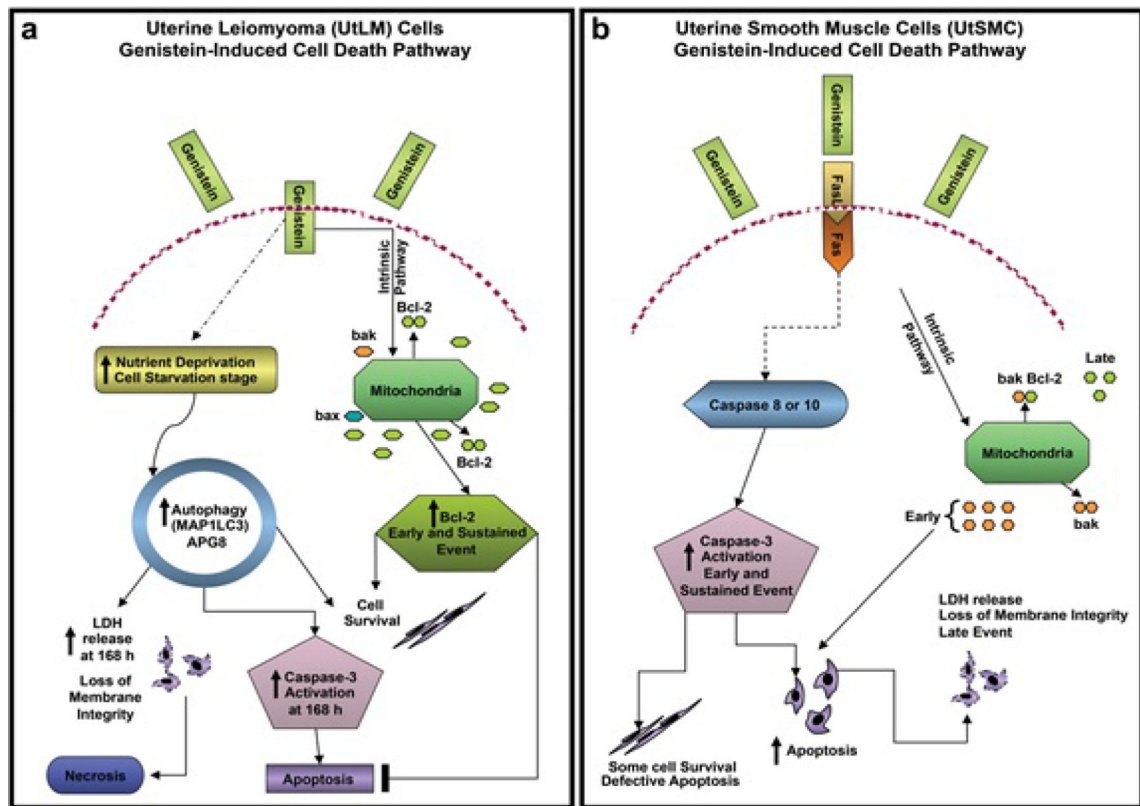 a
Uterine Leiomyoma (UtLM) Cells
Genistein-Induced Cell Death Pathway
Genistein
Genistein
Genistein
Intrinsic
Pathway
Bcl-2
bak
Nutrient Deprivation
Cell Starvation stage
Mitochondria
bax
Bcl-2
Autophagy
(MAP1LC3)
APG8
Bcl-2
Early and Sustained
Event
Cell
Survival
LDH
release
at 168 h
Loss of
Membrane
Integrity
Caspase-3
Activation
at 168 h
Necrosis
Apoptosis
b
Uterine Smooth Muscle Cells (UtSMC)
Genistein-Induced Cell Death Pathway
Genistein
Genistein
Genistein
FasL
Fas
Intrinsic
Pathway
Late
bak Bcl-2
Caspase 8 or 10
Mitochondria
Early
bak
Caspase-3
Activation
Early and
Sustained Event
LDH release
Loss of Membrane Integrity
Late Event
Apoptosis
Some cell Survival
Defective Apoptosis